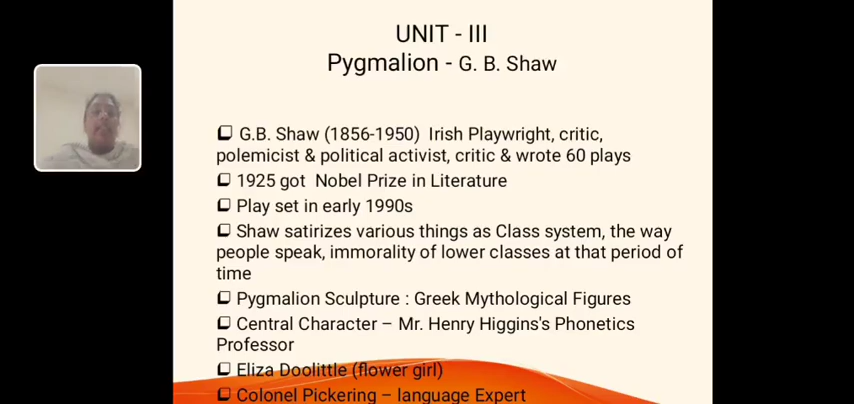 UNIT - III
Pygmalion - G. B. Shaw
❑ G.B. Shaw (1856-1950) Irish Playwright, critic,
polemicist & political activist, critic & wrote 60 plays
❑ 1925 got Nobel Prize in Literature
❑ Play set in early 1990s
❑ Shaw satirizes various things as Class system, the way
people speak, immorality of lower classes at that period of
time
❑ Pygmalion Sculpture : Greek Mythological Figures
❑ Central Character – Mr. Henry Higgins's Phonetics
Professor
❑ Eliza Doolittle (flower girl)
❑ Colonel Pickering – language Expert